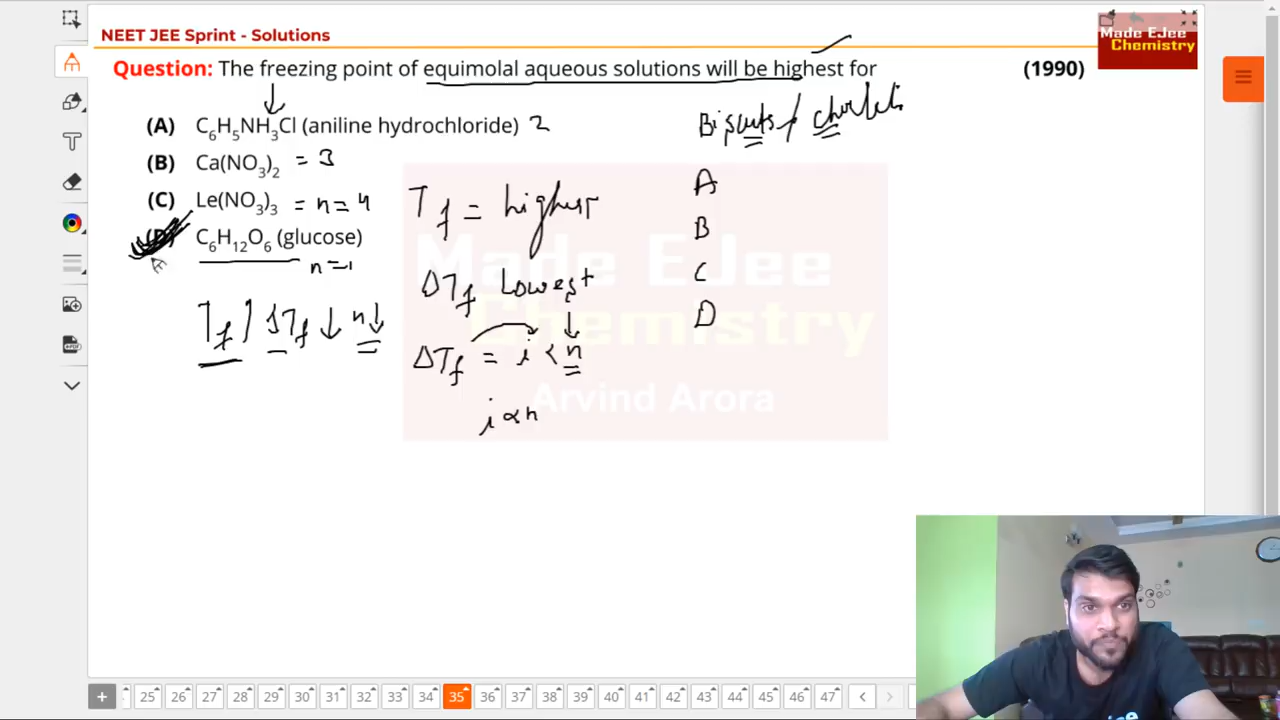 NEET JEE Sprint - Solutions
Made EJee
Chemistry
Question: The freezing point of equimolal aqueous solutions will be highest for (1990)
(A) C6H5NH3Cl (aniline hydrochloride) 2
Biscuits / 
(B) Ca(NO3)2 = 3
(C) Le(NO3)3 = n = 4
(D) C6H12O6 (glucose)
n = 1
Tf ΔTf ↓ n↓
Tf = highest
ΔTf Lowest
ΔTf = i < n
i ∝ n
A
B
C
D
Made EJee
Chemistry
Arvind Arora
25 26 27 28 29 30 31 32 33 34 35 36 37 38 39 40 41 42 43 44 45 46 47